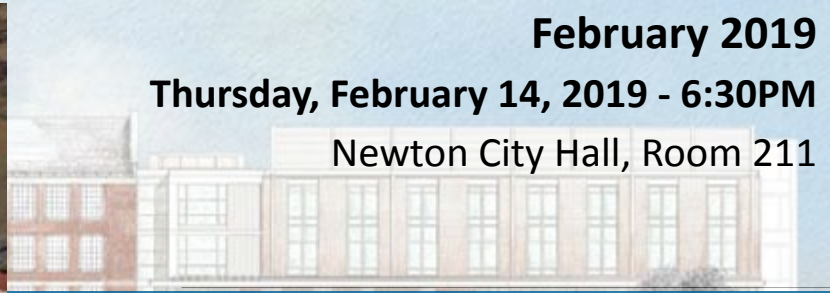 February 2019
Thursday, February 14, 2019 - 6:30PM
Newton City Hall, Room 211